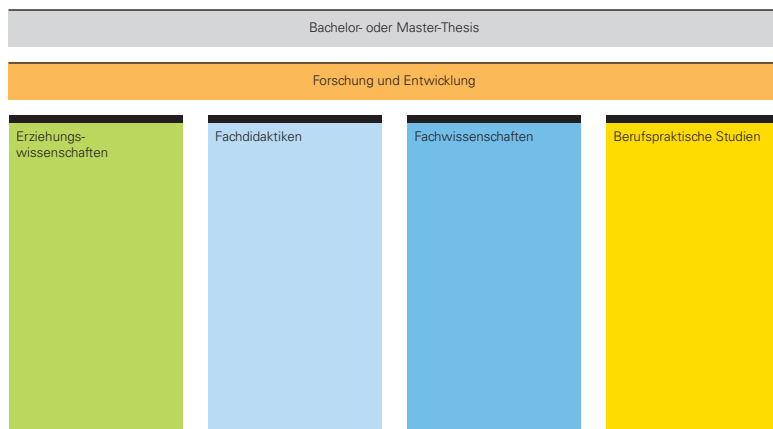 Bachelor- oder Master-Thesis
Forschung und Entwicklung
Erziehungs-
wissenschaften
Fachdidaktiken
Fachwissenschaften
Berufspraktische Studien